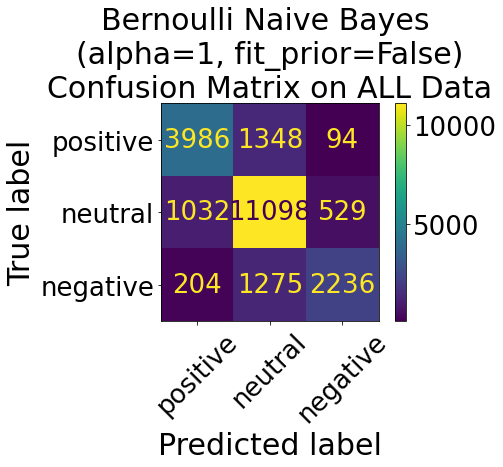 Bernoulli Naive Bayes
(alpha=1, fit_prior=False)
Confusion Matrix on ALL Data
True label
positive 3986 1348 94
neutral 1032 11098 529
negative 204 1275 2236
10000
5000
positive neutral negative
Predicted label